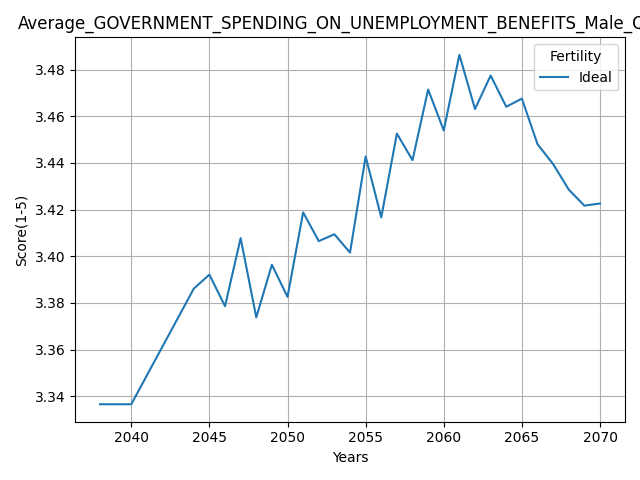 Average_GOVERNMENT_SPENDING_ON_UNEMPLOYMENT_BENEFITS_Male_
Fertility
Ideal
3.48
3.46
3.44
3.42
3.40
3.38
3.36
3.34
Score(1-5)
2040 2045 2050 2055 2060 2065 2070
Years